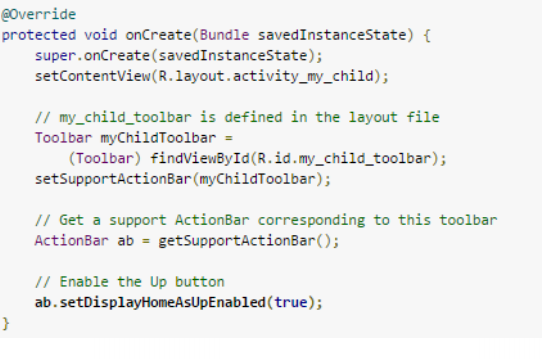 @Override
protected void onCreate(Bundle savedInstanceState) {
    super.onCreate(savedInstanceState);
    setContentView(R.layout.activity_my_child);

    // my_child_toolbar is defined in the layout file
    Toolbar myChildToolbar =
        (Toolbar) findViewById(R.id.my_child_toolbar);
    setSupportActionBar(myChildToolbar);

    // Get a support ActionBar corresponding to this toolbar
    ActionBar ab = getSupportActionBar();

    // Enable the Up button
    ab.setDisplayHomeAsUpEnabled(true);
}